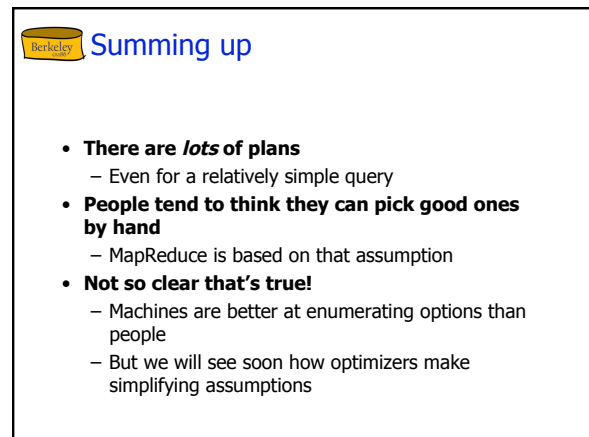 Berkeley
cs186
Summing up
• There are lots of plans
– Even for a relatively simple query
• People tend to think they can pick good ones
by hand
– MapReduce is based on that assumption
• Not so clear that’s true!
– Machines are better at enumerating options than
people
– But we will see soon how optimizers make
simplifying assumptions